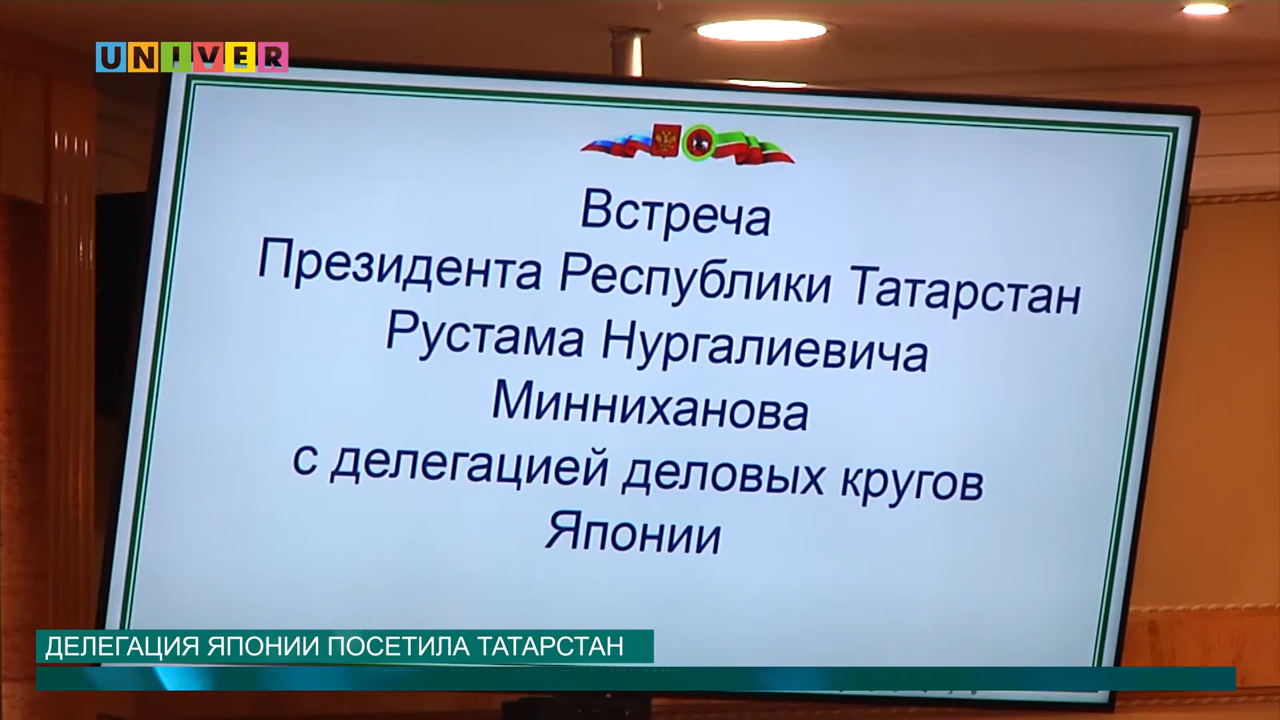 UNIVER
Встреча
Президента Республики Татарстан
Рустама Нургалиевича
Минниханова
с делегацией деловых кругов
Японии
ДЕЛЕГАЦИЯ ЯПОНИИ ПОСЕТИЛА ТАТАРСТАН